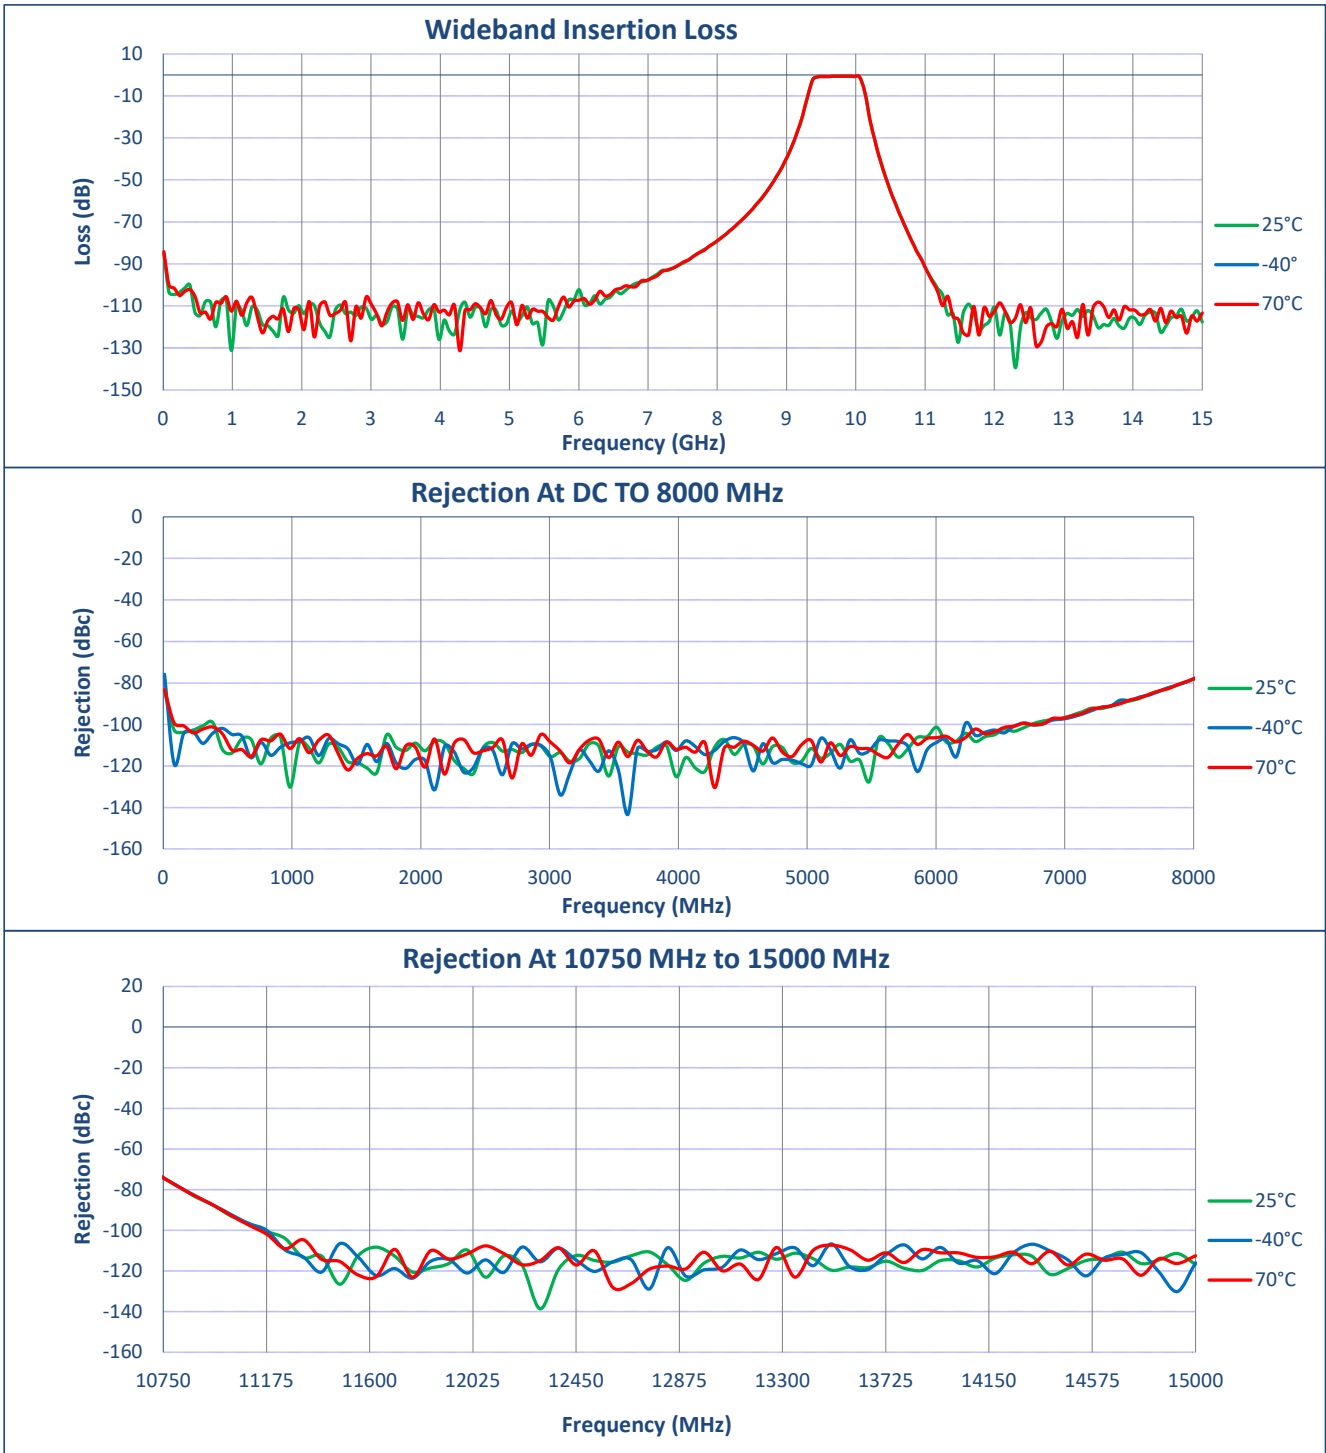 Wideband Insertion Loss
10
-10
-30
-50
-70
-90
-110
-130
-150
Loss (dB)
0 1 2 3 3 4 5 5 6 7 8 8 9 10 11 12 13 13 14 15
Frequency (GHz)
25°C
-40°
70°C
Rejection At DC TO 8000 MHz
0
-20
-40
-60
-80
-100
-120
-140
-160
Rejection (dBc)
0 1000 2000 3000 4000 5000 6000 7000 8000
Frequency (MHz)
25°C
-40°C
70°C
Rejection At 10750 MHz to 15000 MHz
20
0
-20
-40
-60
-80
-100
-120
-140
-160
Rejection (dBc)
10750 11175 11600 12025 12450 12875 13300 13725 14150 14575 15000
Frequency (MHz)
25°C
-40°C
70°C